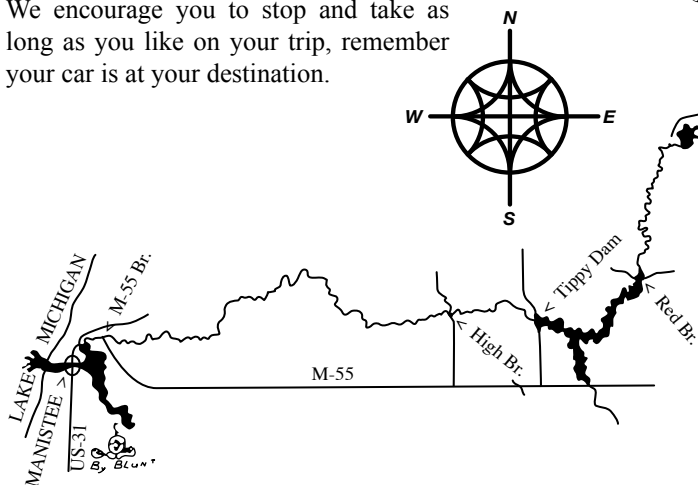 We encourage you to stop and take as
long as you like on your trip, remember
your car is at your destination.
N
W
E
S
LAKE MICHIGAN
M-55 Br.
Tippy Dam
Red Br.
High Br.
M-55
MANISTEE
US-31
By BLUNT